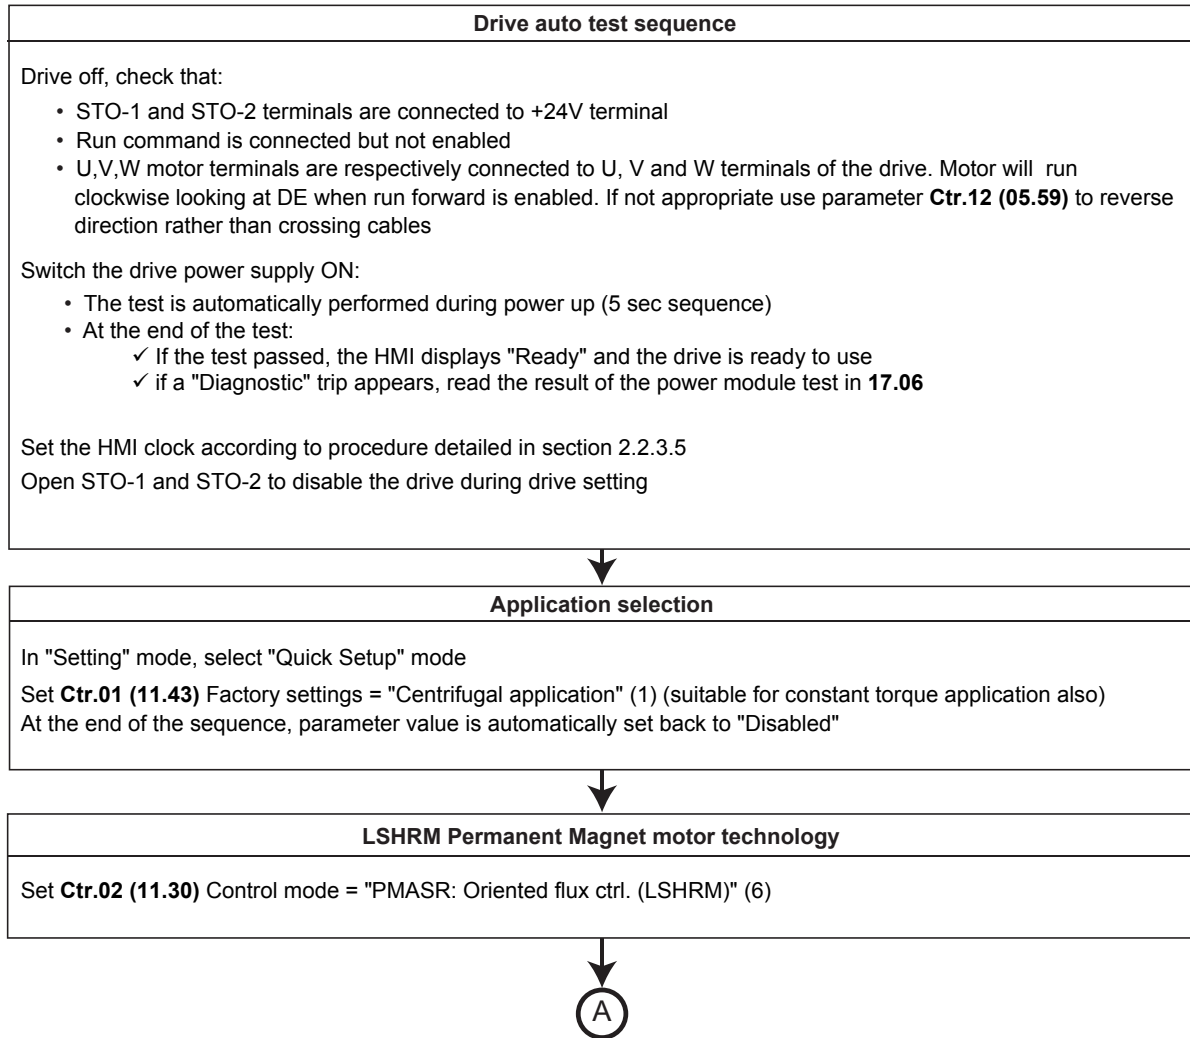 Drive auto test sequence
Drive off, check that:
• STO-1 and STO-2 terminals are connected to +24V terminal
• Run command is connected but not enabled
• U,V,W motor terminals are respectively connected to U, V and W terminals of the drive. Motor will run
clockwise looking at DE when run forward is enabled. If not appropriate use parameter Ctr.12 (05.59) to reverse
direction rather than crossing cables
Switch the drive power supply ON:
• The test is automatically performed during power up (5 sec sequence)
• At the end of the test:
✓ If the test passed, the HMI displays "Ready" and the drive is ready to use
✓ if a "Diagnostic" trip appears, read the result of the power module test in 17.06
Set the HMI clock according to procedure detailed in section 2.2.3.5
Open STO-1 and STO-2 to disable the drive during drive setting
Application selection
In "Setting" mode, select "Quick Setup" mode
Set Ctr.01 (11.43) Factory settings = "Centrifugal application" (1) (suitable for constant torque application also)
At the end of the sequence, parameter value is automatically set back to "Disabled"
LSHRM Permanent Magnet motor technology
Set Ctr.02 (11.30) Control mode = "PMASR: Oriented flux ctrl. (LSHRM)" (6)
A